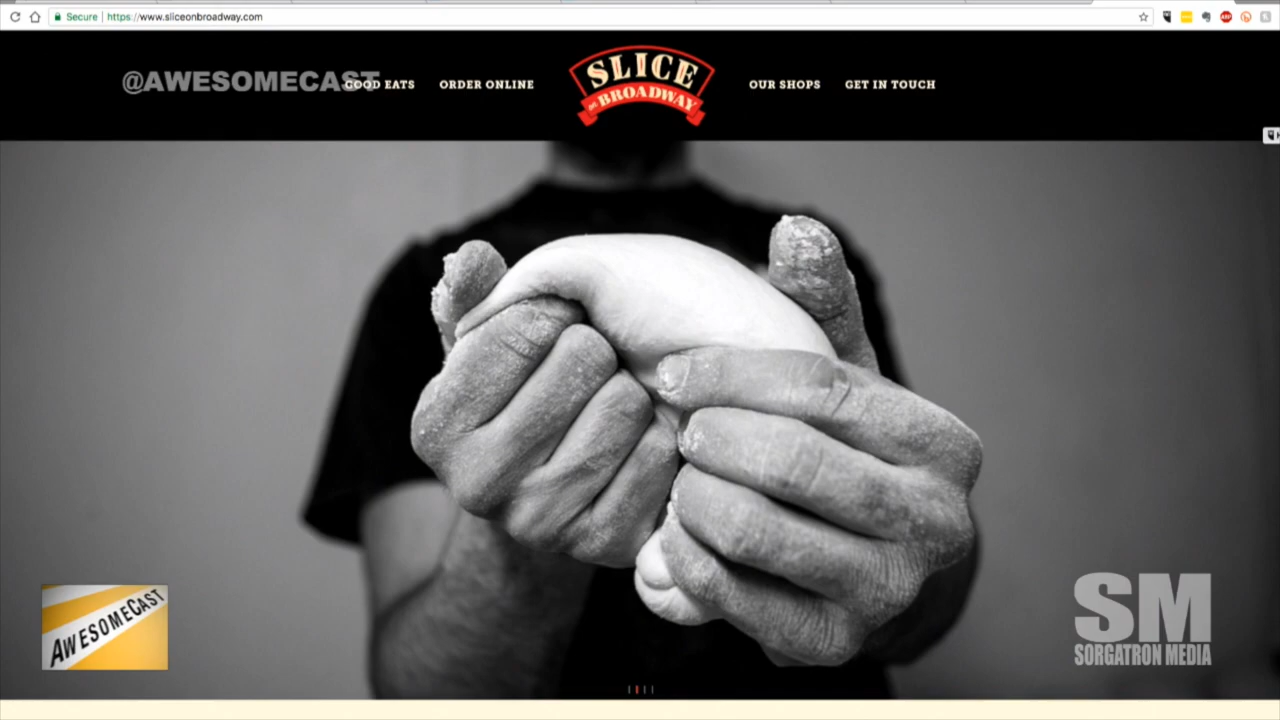 Secure
https://www.sliceonbroadway.com
@AWESOMECAST
GOOD EATS
ORDER ONLINE
SLICE
on BROADWAY
OUR SHOPS
GET IN TOUCH
AWESOMECAST
SM
SORGATRON MEDIA